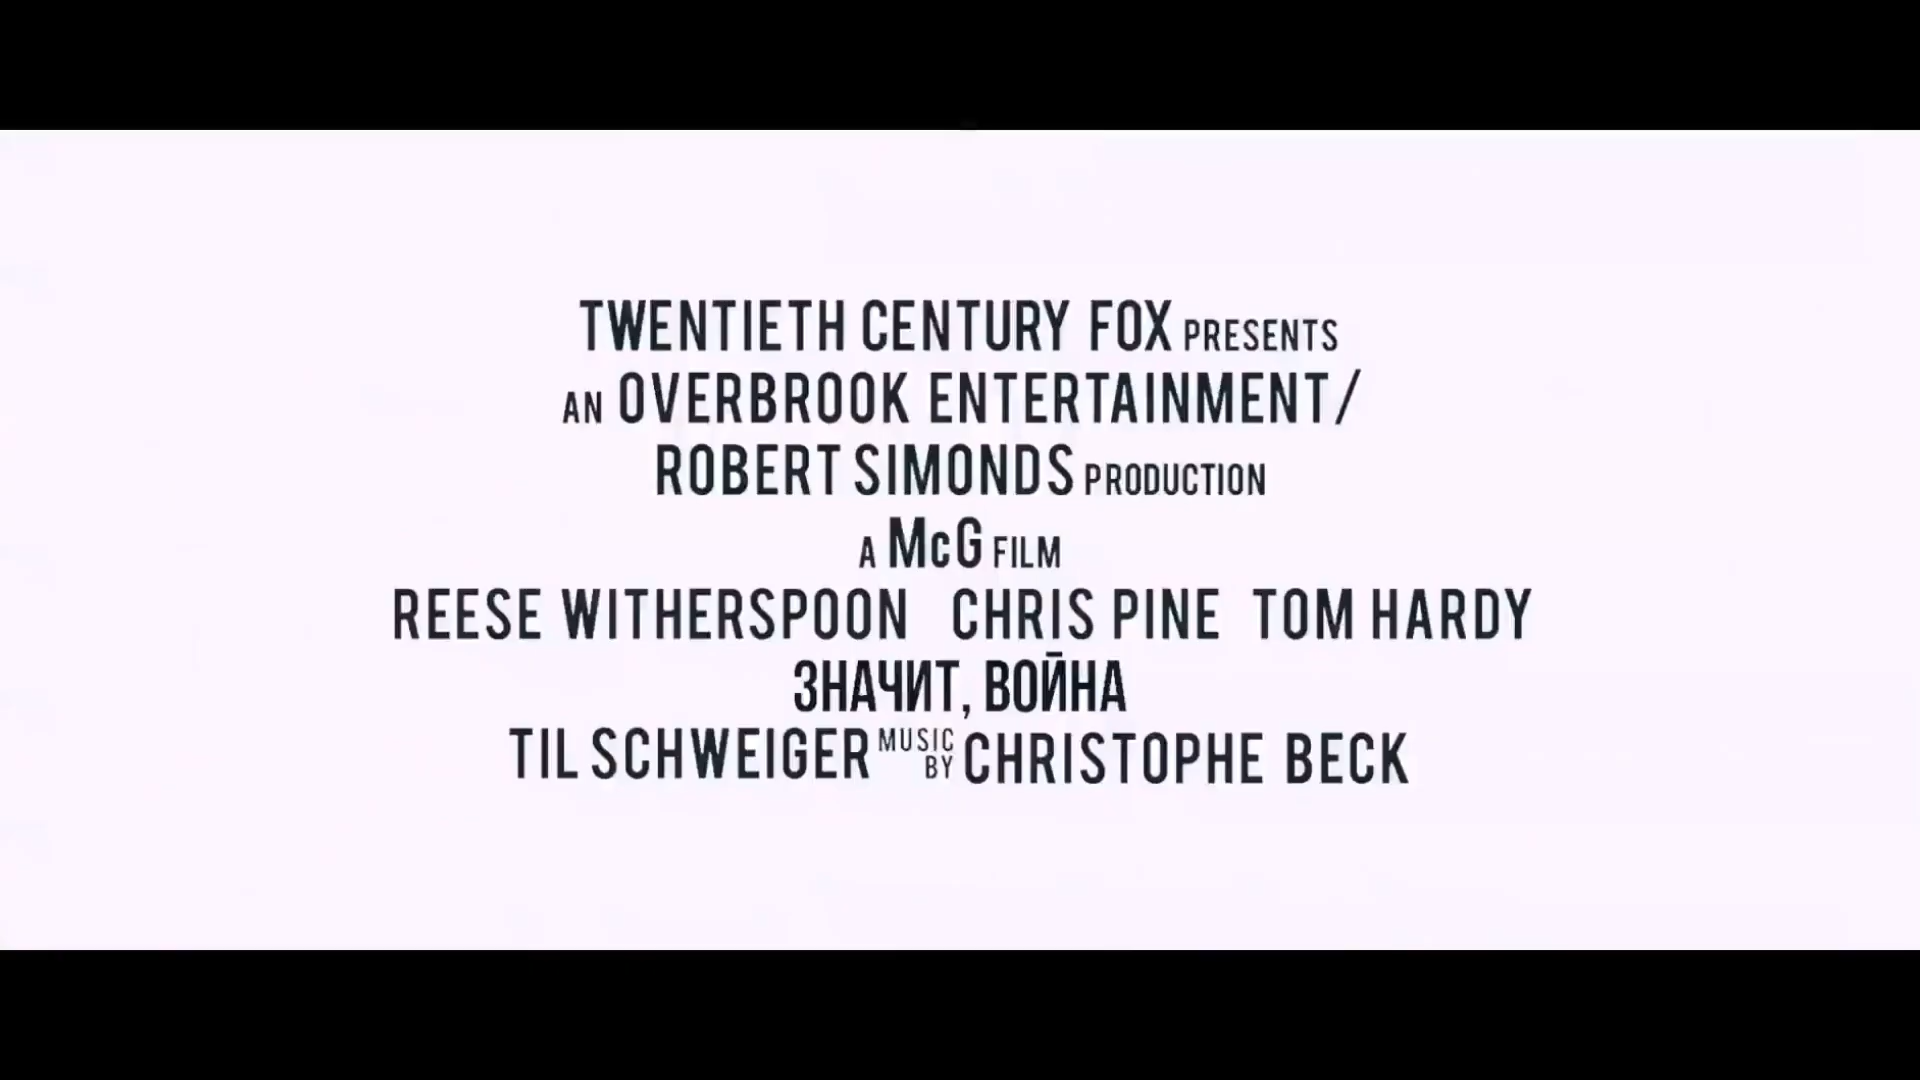 TWENTIETH CENTURY FOX PRESENTS
AN OVERBROOK ENTERTAINMENT/
ROBERT SIMONDS PRODUCTION
A McG FILM
REESE WITHERSPOON CHRIS PINE TOM HARDY
ЗНАЧИТ, ВОЙНА
TIL SCHWEIGER MUSIC BY CHRISTOPHE BECK